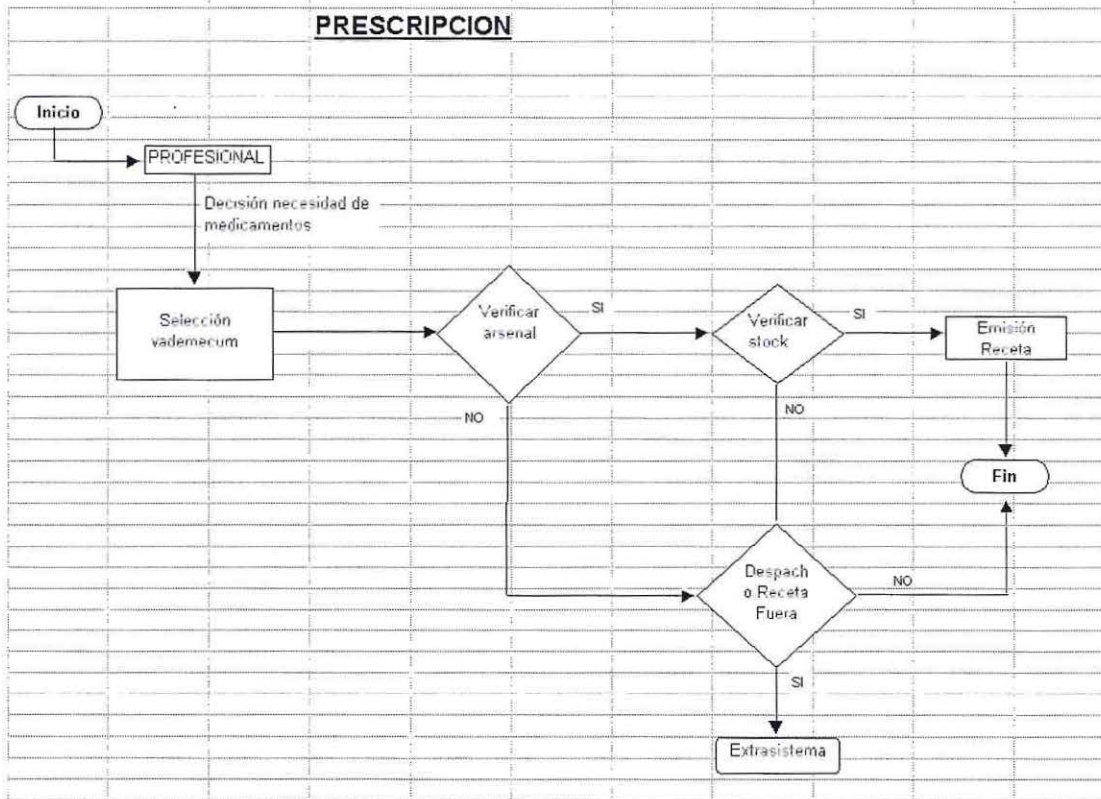 PRESCRIPCION
Inicio
PROFESIONAL
Decisión necesidad de
medicamentos
Selección
vademecum
Verificar
arsenal
SI
Verificar
stock
SI
Emisión
Receta
NO
NO
Fin
Despach
o Receta
Fuera
NO
SI
Extrasistema